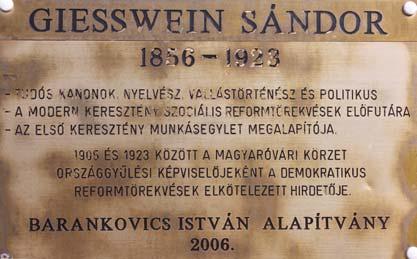 GIESSWEIN SÁNDOR
1856 - 1923
- TUDÓS KANONOK, NYELVÉSZ, VALLÁSTÖRTÉNÉSZ ÉS POLITIKUS
- A MODERN KERESZTÉNY SZOCIÁLIS REFORMTÖREKVÉSEK ELŐFUTÁRA
- AZ ELSŐ KERESZTÉNY MUNKÁSEGYLET MEGALAPÍTÓJA.
1905 ÉS 1923 KÖZÖTT A MAGYARÓVÁRI KÖRZET
ORSZÁGGYŰLÉSI KÉPVISELŐJEKÉNT A DEMOKRATIKUS
REFORMTÖREKVÉSEK ELKÖTELEZETT HIRDETŐJE.
BARANKOVICS ISTVÁN ALAPÍTVÁNY
2006.